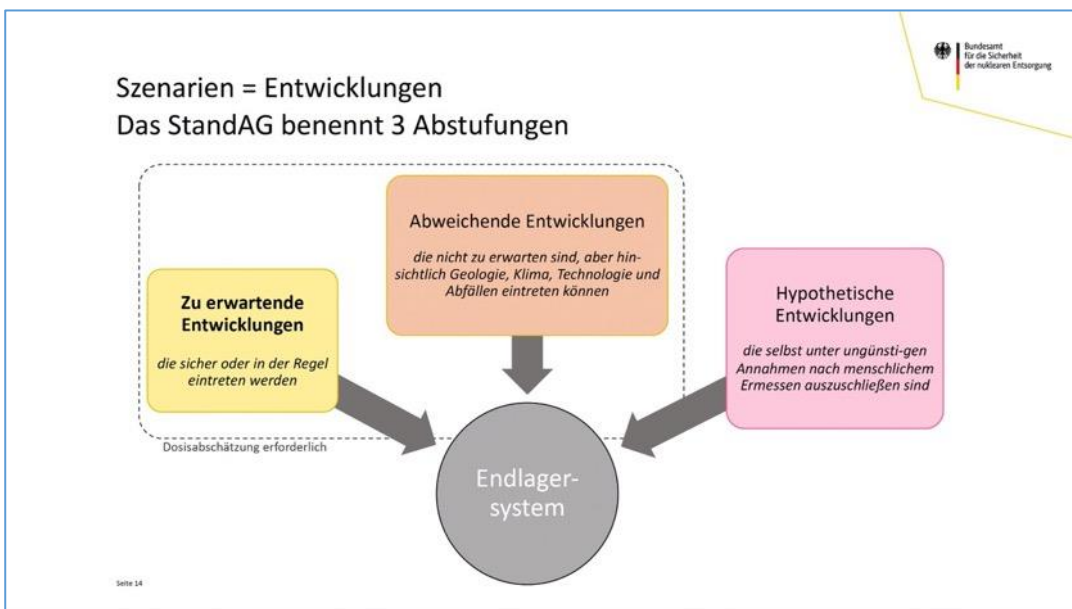 Bundesamt
für die Sicherheit
der nuklearen Entsorgung
Szenarien = Entwicklungen
Das StandAG benennt 3 Abstufungen
Abweichende Entwicklungen
die nicht zu erwarten sind, aber hin-
sichtlich Geologie, Klima, Technologie und
Abfällen eintreten können
Zu erwartende
Entwicklungen
die sicher oder in der Regel
eintreten werden
Hypothetische
Entwicklungen
die selbst unter ungünsti-gen
Annahmen nach menschlichem
Ermessen auszuschließen sind
Dosisabschätzung erforderlich
Endlager-
system
Seite 14